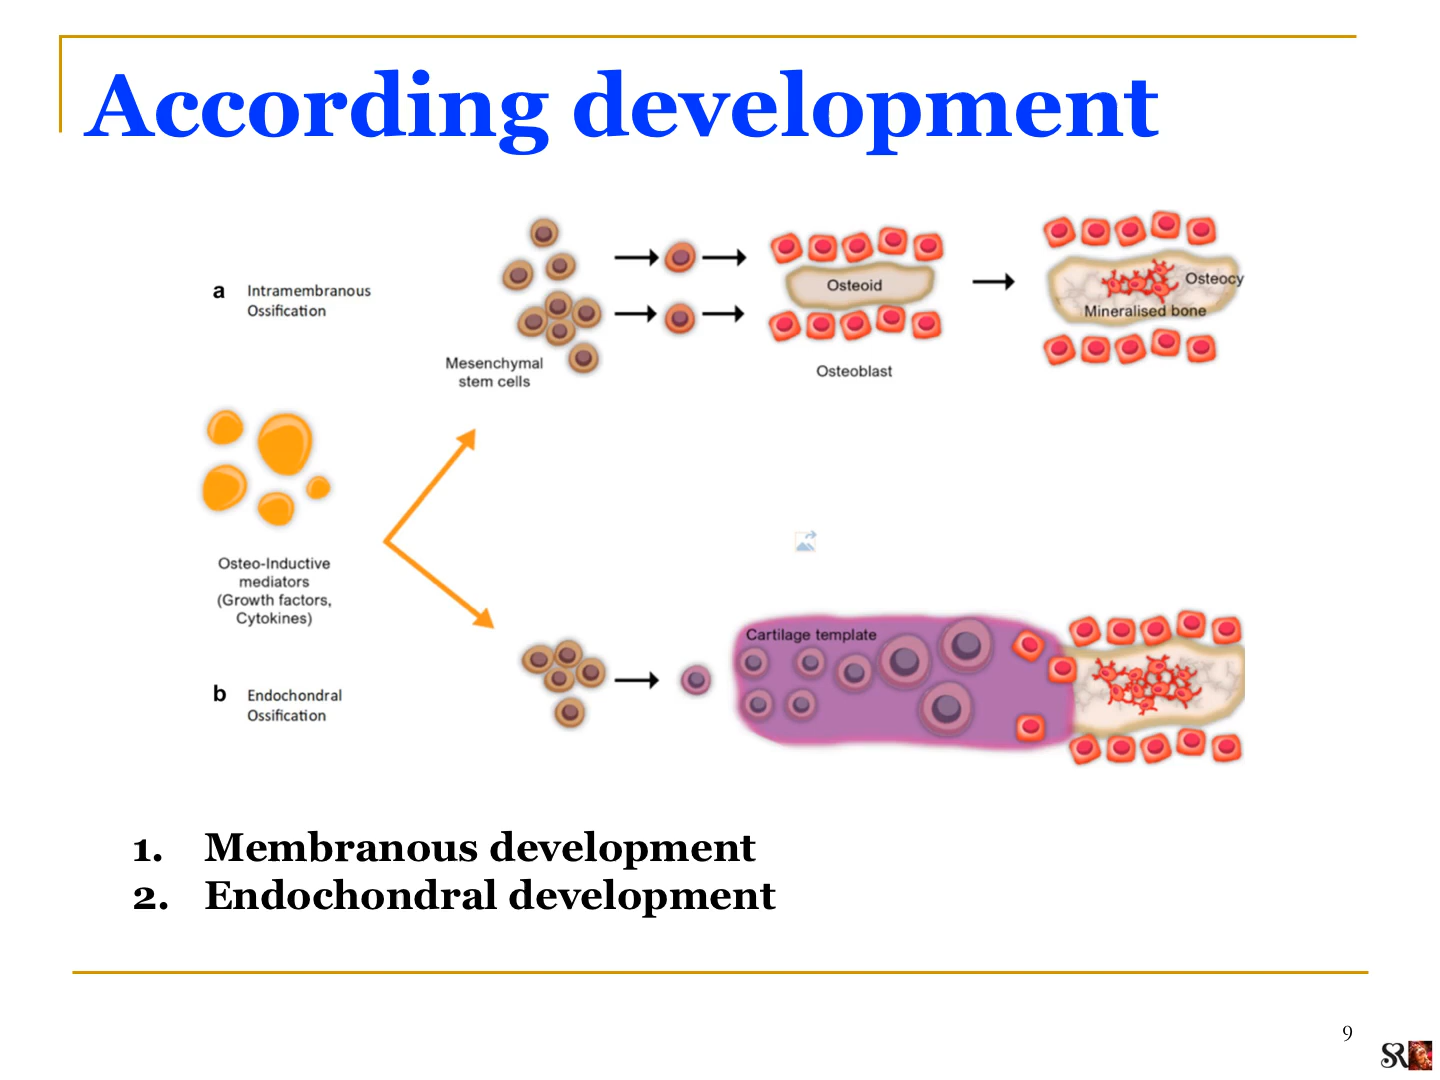 According development
a Intramembranous
Ossification
Mesenchymal
stem cells
Osteoid
Osteoblast
Osteocy
Mineralised bone
Osteo-Inductive
mediators
(Growth factors,
Cytokines)
b Endochondral
Ossification
Cartilage template
1. Membranous development
2. Endochondral development
9
SR